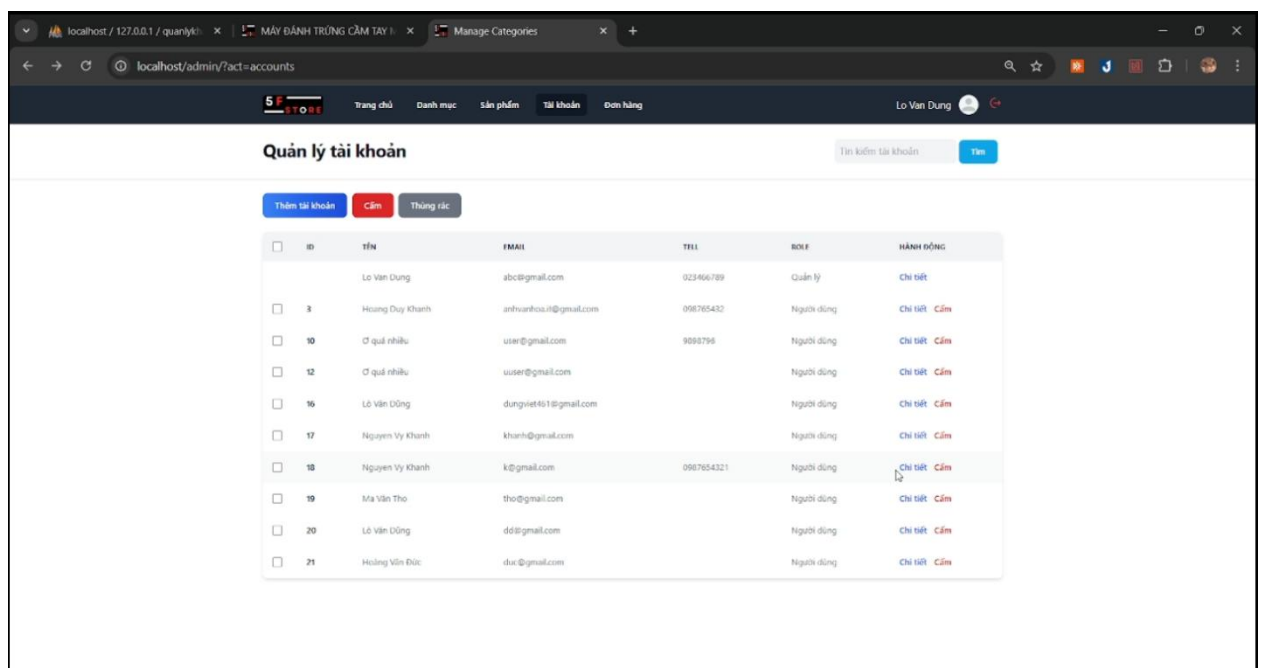 localhost / 127.0.0.1 / quanlykh
MÁY ĐÁNH TRỨNG CẦM TAY
Manage Categories
localhost/admin/?act=accounts
5F STORE
Trang chủ Danh mục Sản phẩm Tài khoản Đơn hàng
Lo Van Dung
Quản lý tài khoản
Tìm kiếm tài khoản
Tìm
Thêm tài khoản Cấm Thùng rác
ID TÊN EMAIL TELL ROLE HÀNH ĐỘNG
Lo Van Dung abc@gmail.com 023466789 Quản lý Chi tiết
3 Hoang Duy Khanh anhvanhoa.it@gmail.com 098765432 Người dùng Chi tiết Cấm
10 Ơ quá nhiều user@gmail.com 9898796 Người dùng Chi tiết Cấm
12 Ơ quá nhiều uuser@gmail.com Người dùng Chi tiết Cấm
16 Lò Văn Dũng dungviet461@gmail.com Người dùng Chi tiết Cấm
17 Nguyen Vy Khanh khanh@gmail.com Người dùng Chi tiết Cấm
18 Nguyen Vy Khanh k@gmail.com 0987654321 Người dùng Chi tiết Cấm
19 Ma Văn Tho tho@gmail.com Người dùng Chi tiết Cấm
20 Lò Văn Dũng dd@gmail.com Người dùng Chi tiết Cấm
21 Hoàng Văn Đức duc@gmail.com Người dùng Chi tiết Cấm